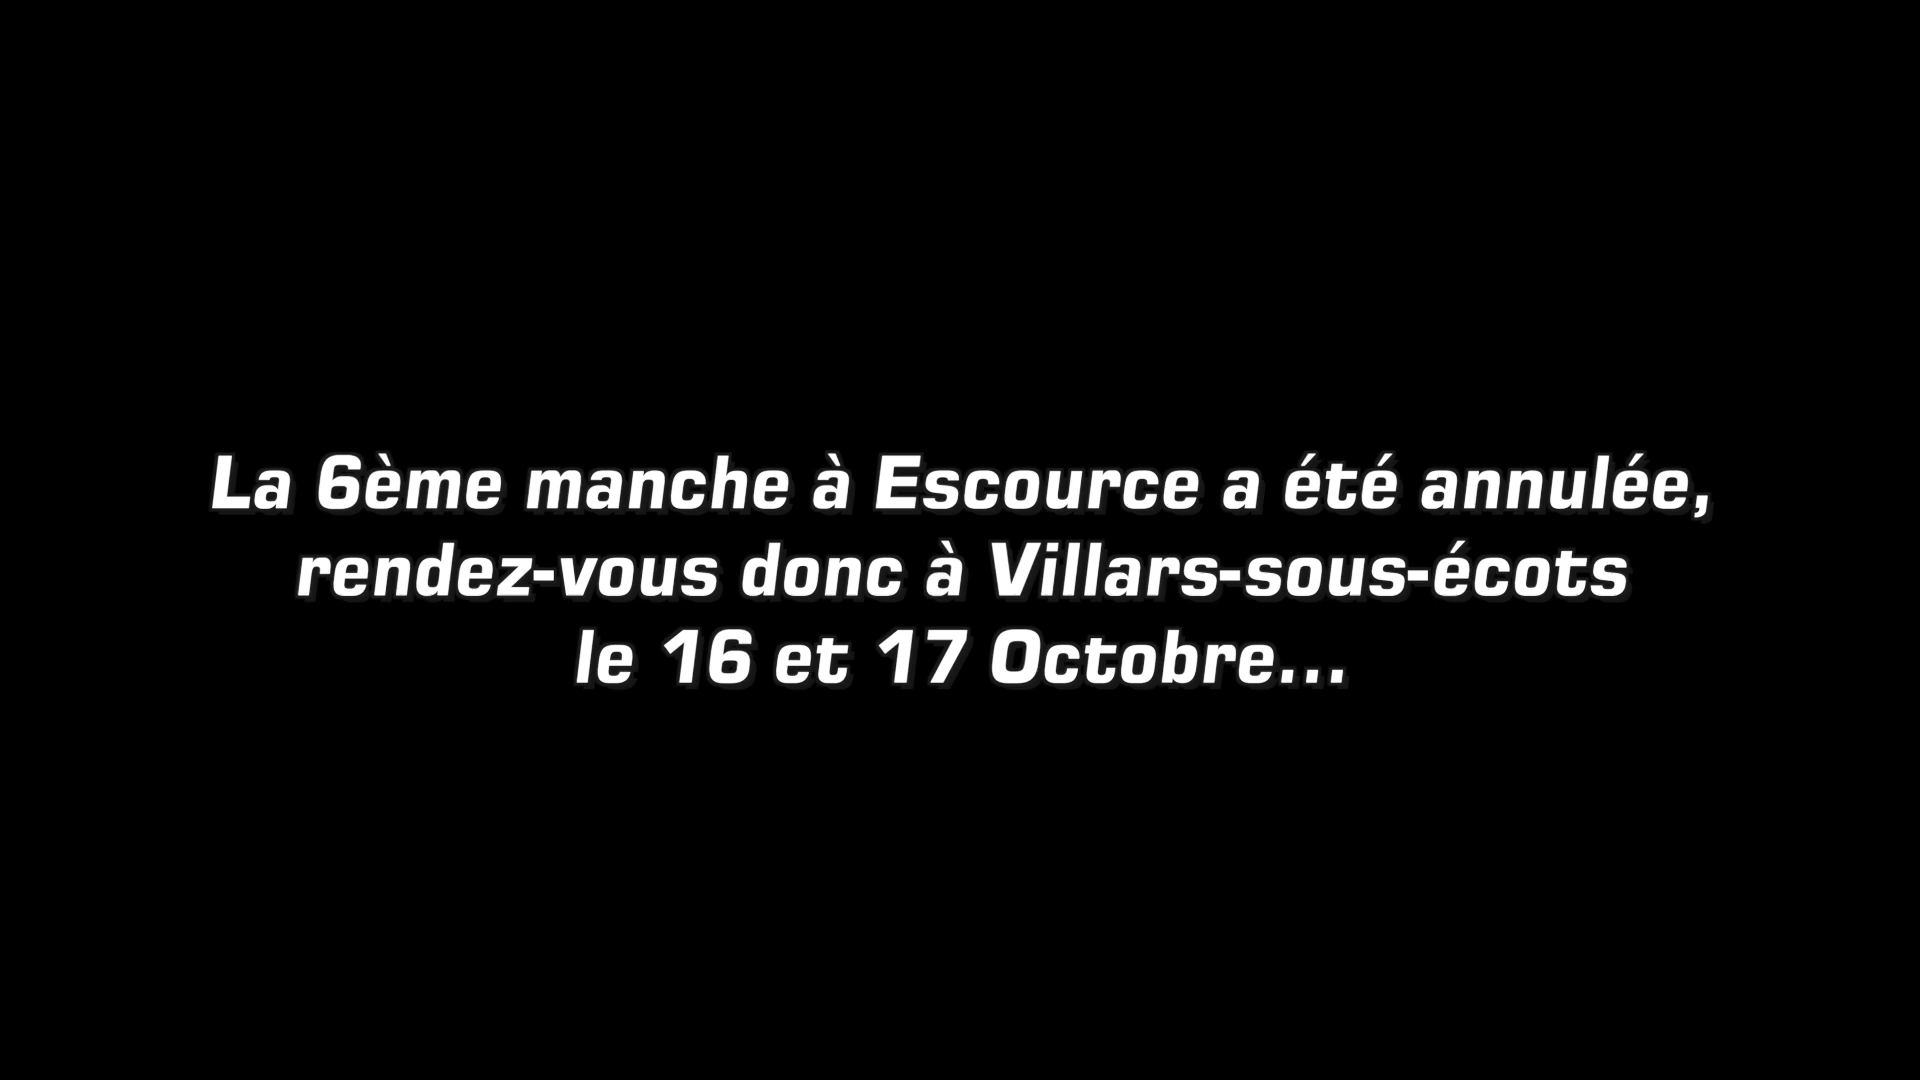 La 6ème manche à Escource a été annulée,
rendez-vous donc à Villars-sous-écots
le 16 et 17 Octobre...